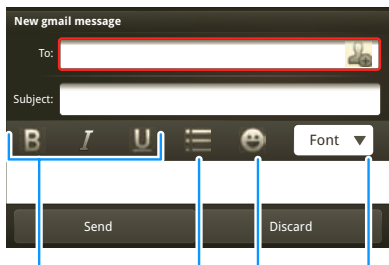 New gmail message
To:
Subject:
B I U Font
Send Discard